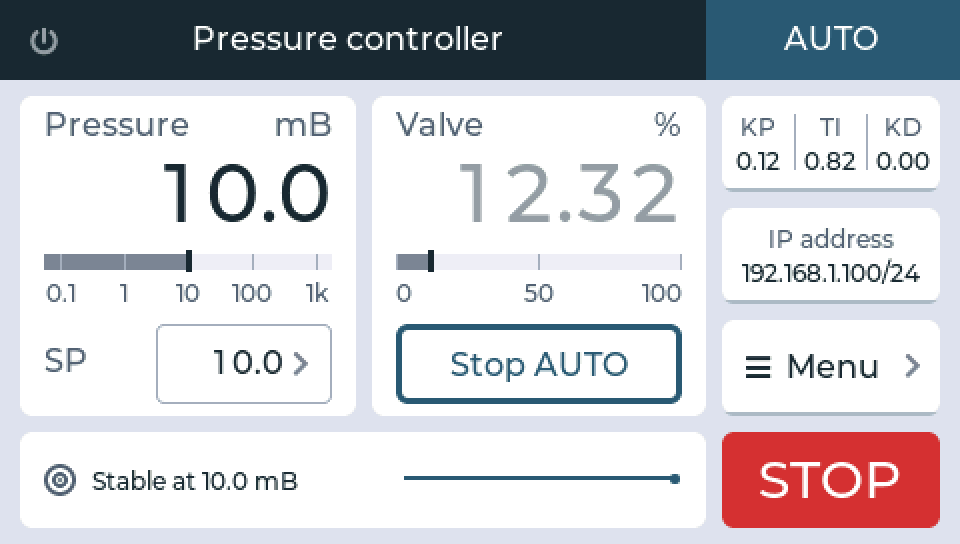 Pressure controller
AUTO
Pressure mB
10.0
0.1 1 10 100 1k
SP 10.0
Valve %
12.32
0 50 100
Stop AUTO
KP TI KD
0.12 0.82 0.00
IP address
192.168.1.100/24
Menu
Stable at 10.0 mB
STOP